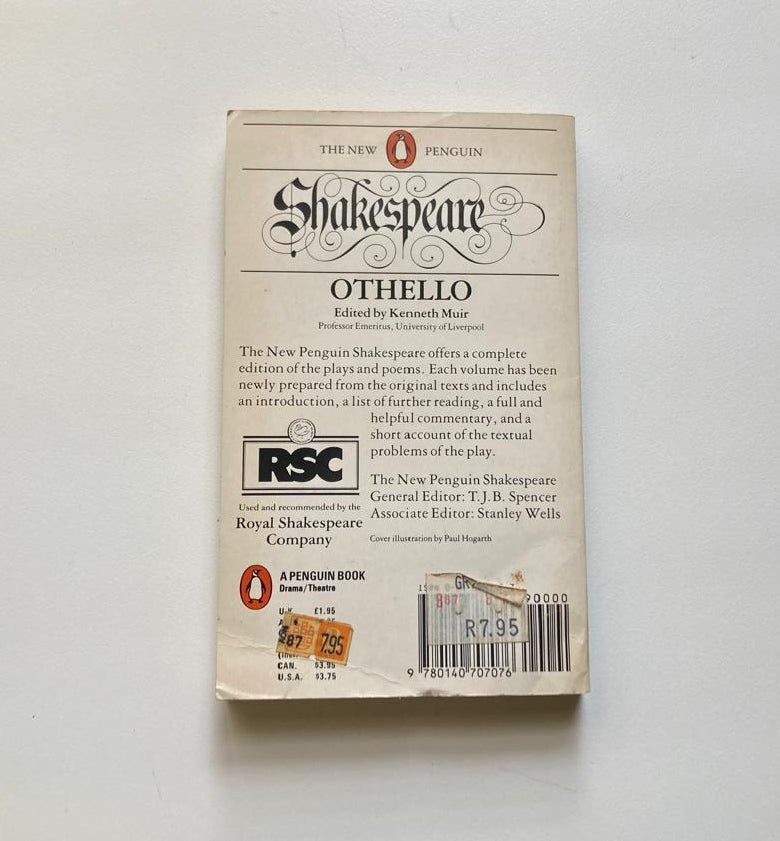 THE NEW PENGUIN
Shakespeare
OTHELLO
Edited by Kenneth Muir
Professor Emeritus, University of Liverpool
The New Penguin Shakespeare offers a complete
edition of the plays and poems. Each volume has been
newly prepared from the original texts and includes
an introduction, a list of further reading, a full and
helpful commentary, and a
short account of the textual
problems of the play.
RSC
Used and recommended by the
Royal Shakespeare
Company
The New Penguin Shakespeare
General Editor: T.J.B. Spencer
Associate Editor: Stanley Wells
Cover illustration by Paul Hogarth
A PENGUIN BOOK
Drama/Theatre
U.K. £1.95
87 7.95
CAN. $3.95
U.S.A. $3.75
90000
R7.95
9 780140 707076